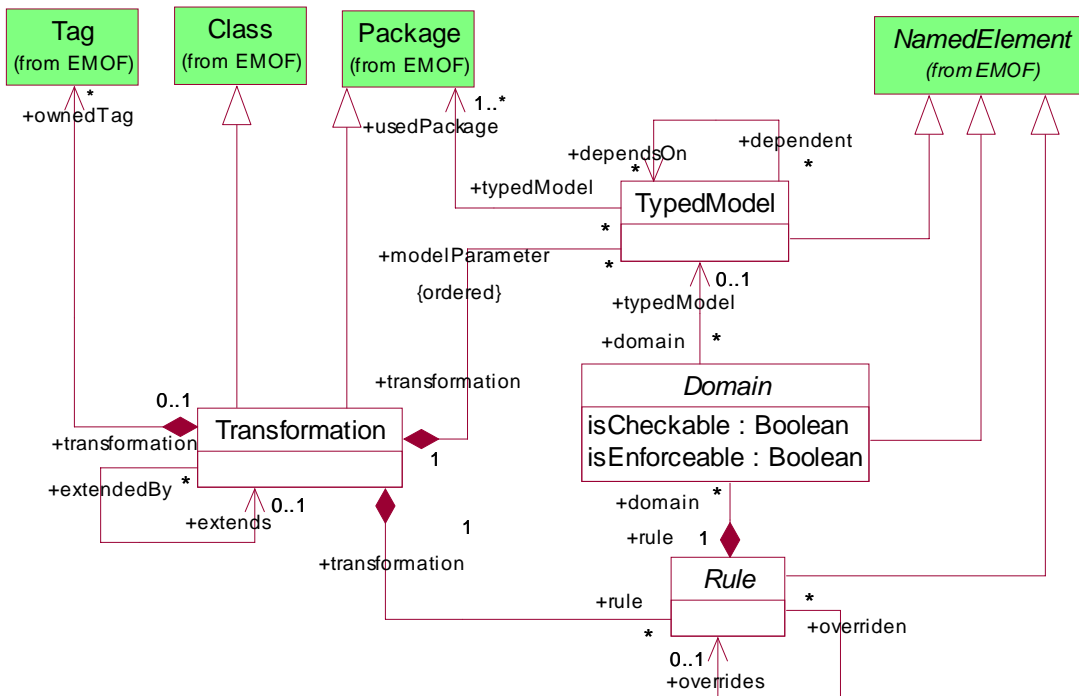 Tag
(from EMOF)
Class
(from EMOF)
Package
(from EMOF)
NamedElement
(from EMOF)
*
+ownedTag
1..*
+usedPackage
+dependsOn
*
+dependent
*
+typedModel
*
TypedModel
+modelParameter
*
{ordered}
0..1
+typedModel
+domain
*
+transformation
1
Domain
isCheckable : Boolean
isEnforceable : Boolean
0..1
+transformation
Transformation
+extendedBy
*
+extends
0..1
1
+transformation
+domain
*
+rule
1
Rule
+rule
*
*
+overriden
0..1
+overrides